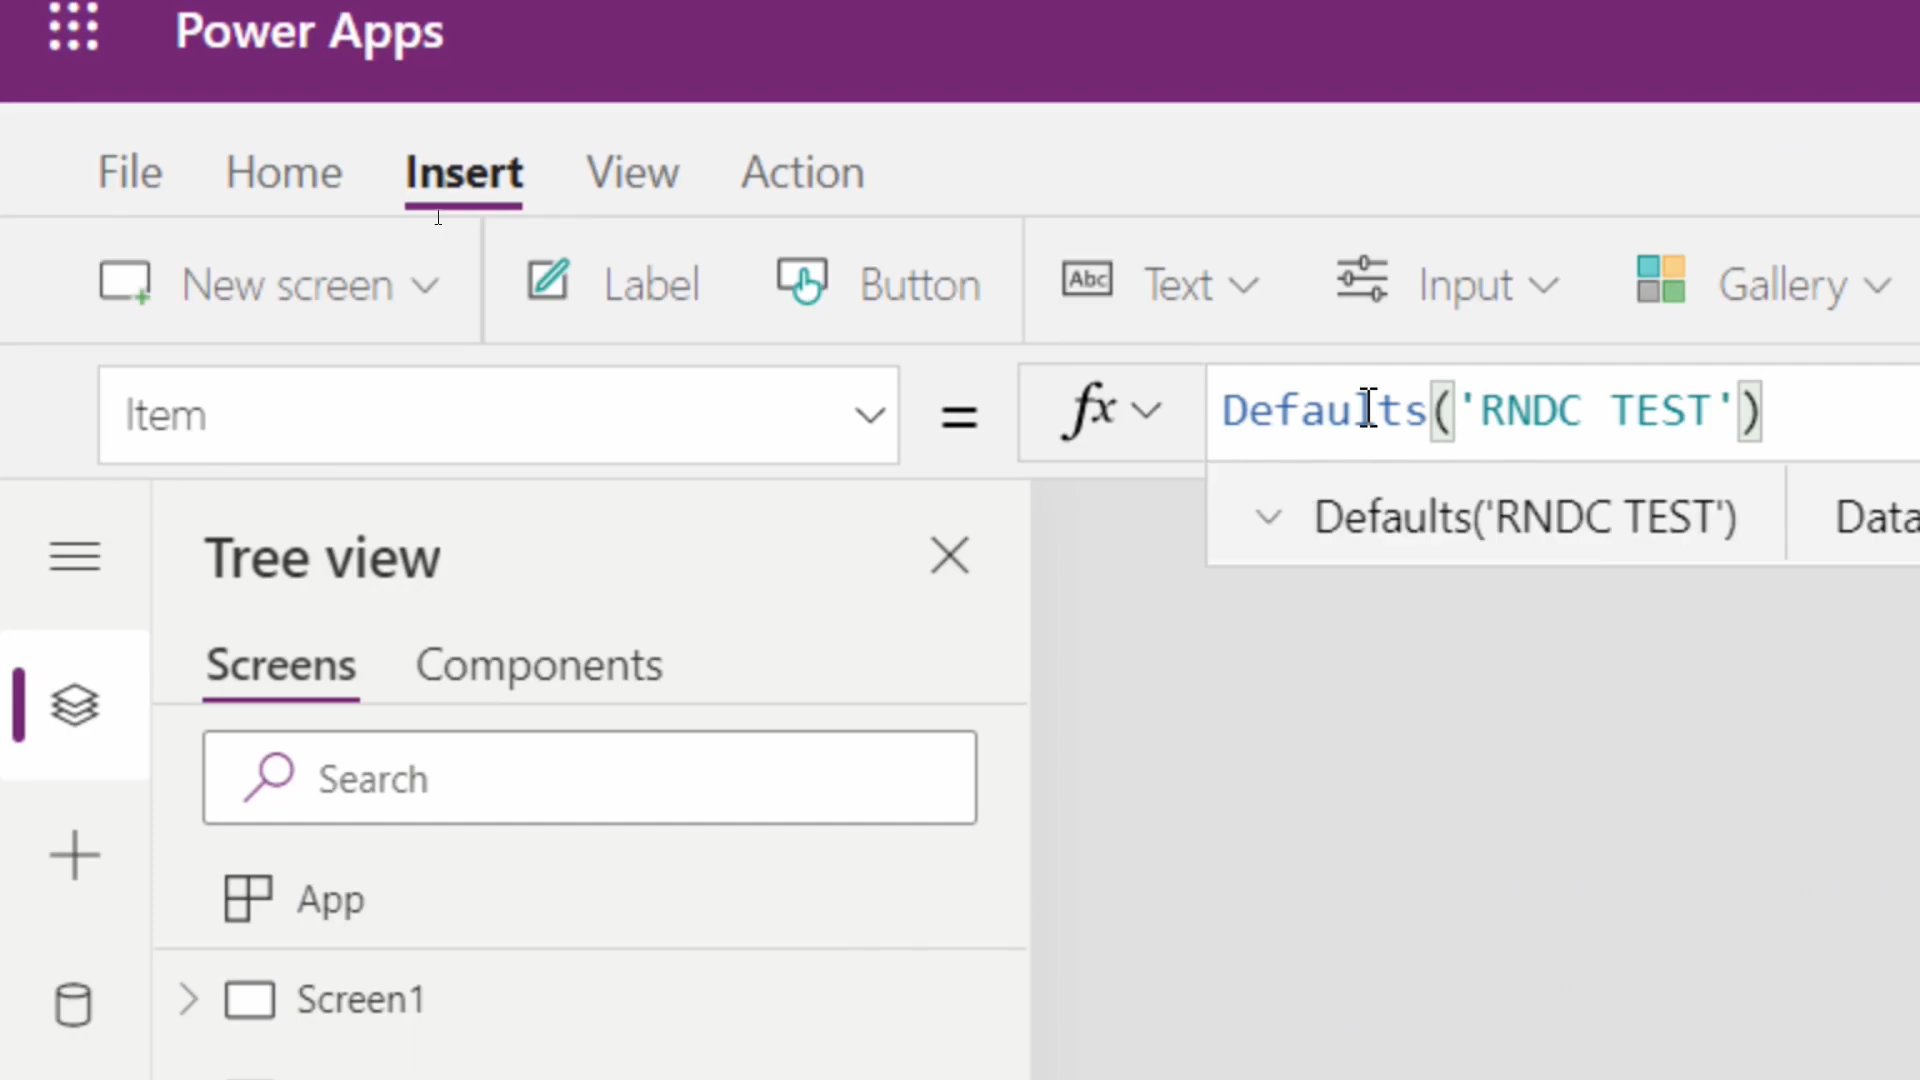 Power Apps
File Home Insert View Action
New screen Label Button Abc Text Input Gallery
Item = fx Defaults('RNDC TEST')
Defaults('RNDC TEST') Data
Tree view
Screens Components
Search
App
Screen1